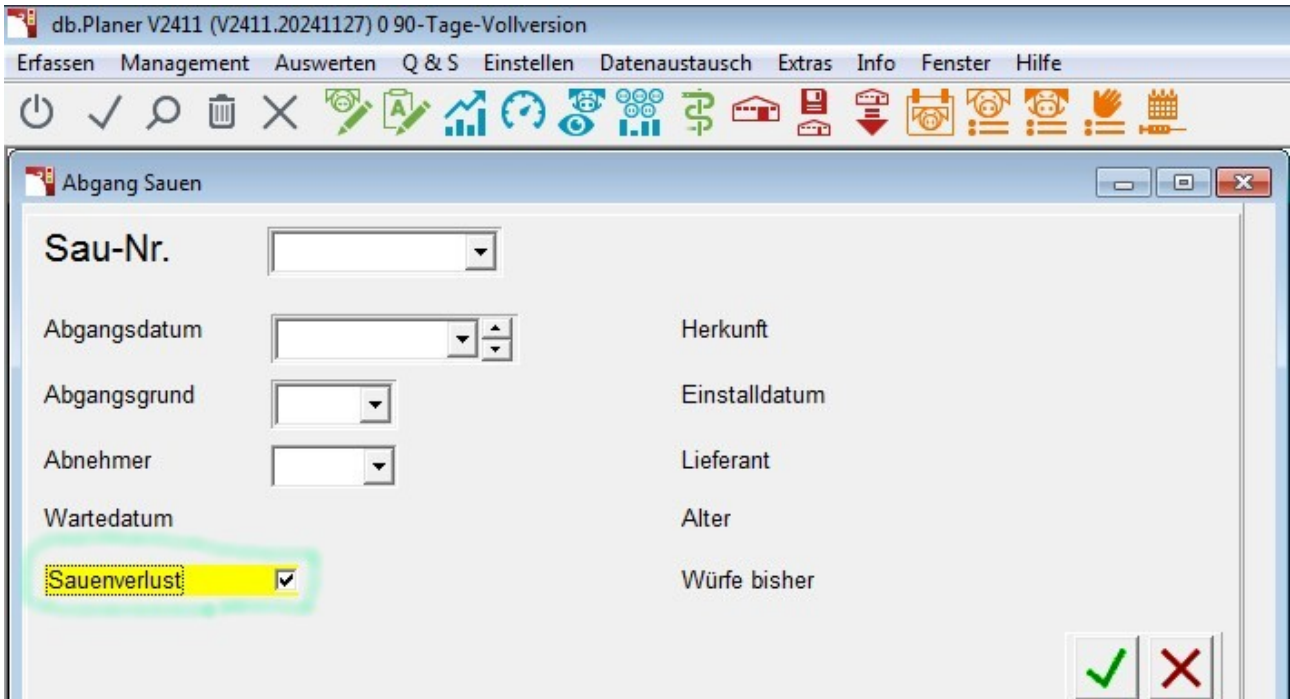 db.Planer V2411 (V2411.20241127) 0 90-Tage-Vollversion
Erfassen Management Auswerten Q & S Einstellen Datenaustausch Extras Info Fenster Hilfe
Abgang Sauen
Sau-Nr.
Abgangsdatum Herkunft
Abgangsgrund Einstalldatum
Abnehmer Lieferant
Wartedatum Alter
Sauenverlust Würfe bisher